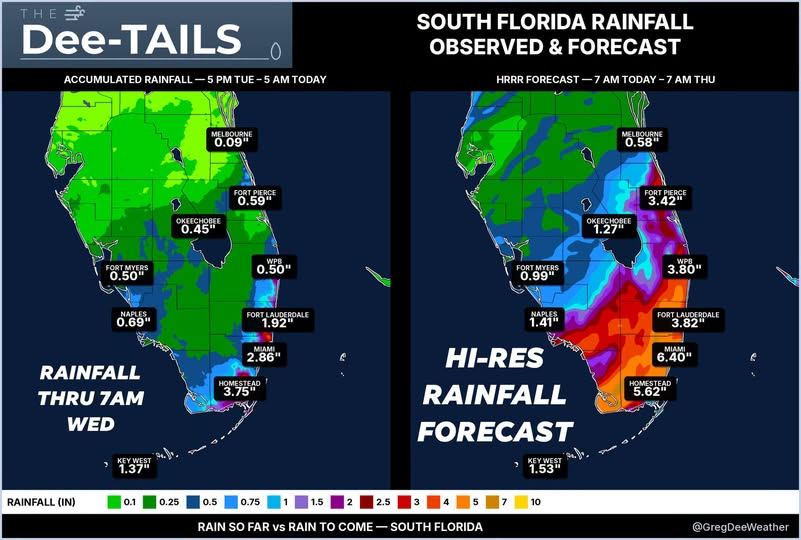 THE
Dee-TAILS
SOUTH FLORIDA RAINFALL
OBSERVED & FORECAST
ACCUMULATED RAINFALL — 5 PM TUE – 5 AM TODAY
MELBOURNE
0.09"
FORT PIERCE
0.59"
OKEECHOBEE
0.45"
FORT MYERS
0.50"
WPB
0.50"
NAPLES
0.69"
FORT LAUDERDALE
1.92"
MIAMI
2.86"
HOMESTEAD
3.75"
RAINFALL
THRU 7AM
WED
KEY WEST
1.37"
HRRR FORECAST — 7 AM TODAY – 7 AM THU
MELBOURNE
0.58"
FORT PIERCE
3.42"
OKEECHOBEE
1.27"
FORT MYERS
0.99"
WPB
3.80"
NAPLES
1.41"
FORT LAUDERDALE
3.82"
MIAMI
6.40"
HOMESTEAD
5.62"
HI-RES
RAINFALL
FORECAST
KEY WEST
1.53"
RAINFALL (IN) 0.1 0.25 0.5 0.75 1 1.5 2 2.5 3 4 5 7 10
RAIN SO FAR vs RAIN TO COME — SOUTH FLORIDA
@GregDeeWeather